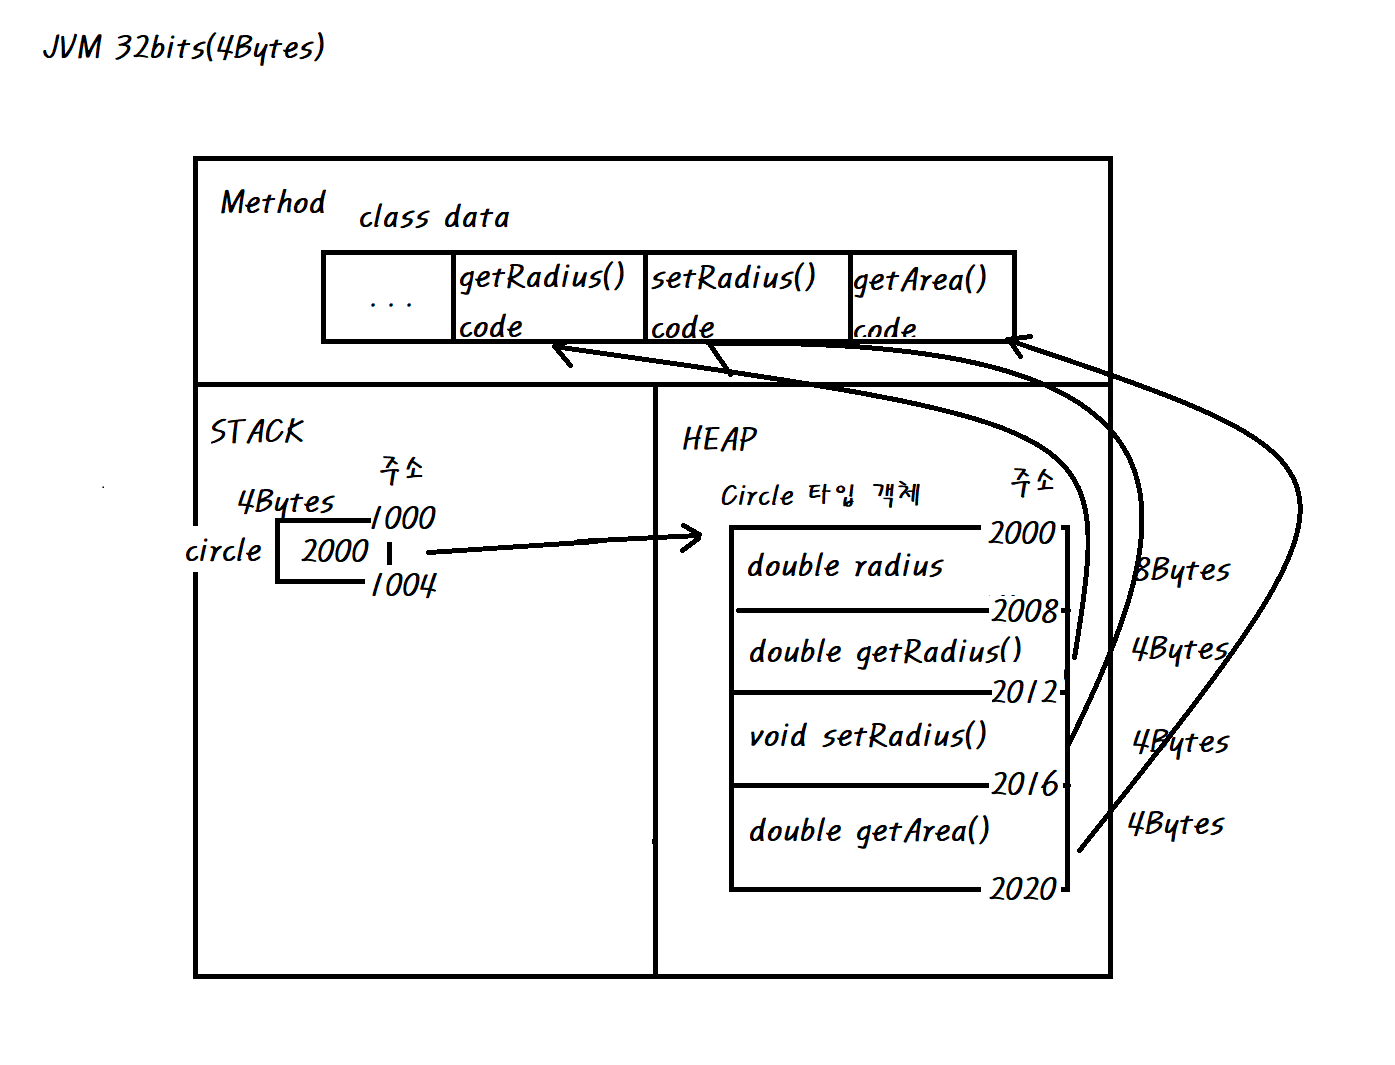 JVM 32bits(4Bytes)
Method
class data
...
getRadius()
code
setRadius()
code
getArea()
code
STACK
주소
4Bytes
1000
circle
2000
1004
HEAP
Circle 타입 객체
주소
2000
double radius
8Bytes
2008
double getRadius()
4Bytes
2012
void setRadius()
4Bytes
2016
double getArea()
4Bytes
2020